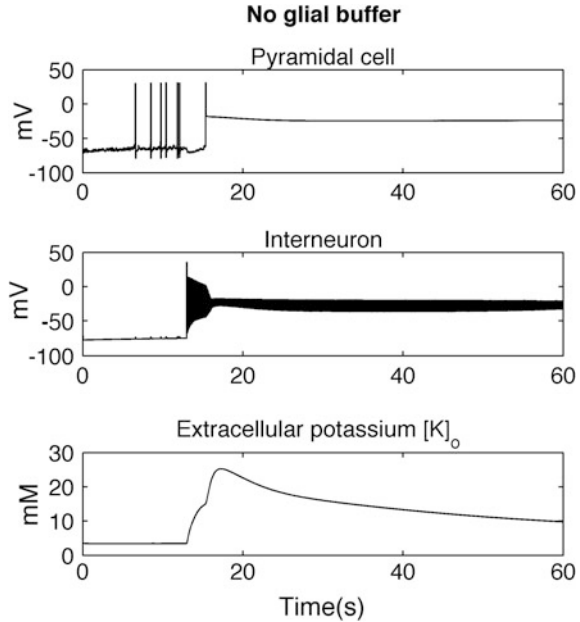 No glial buffer
Pyramidal cell
50
0
-50
-100
mV
0 20 40 60
Interneuron
50
0
-50
-100
mV
0 20 40 60
Extracellular potassium [K]o
30
20
10
0
mM
0 20 40 60
Time(s)